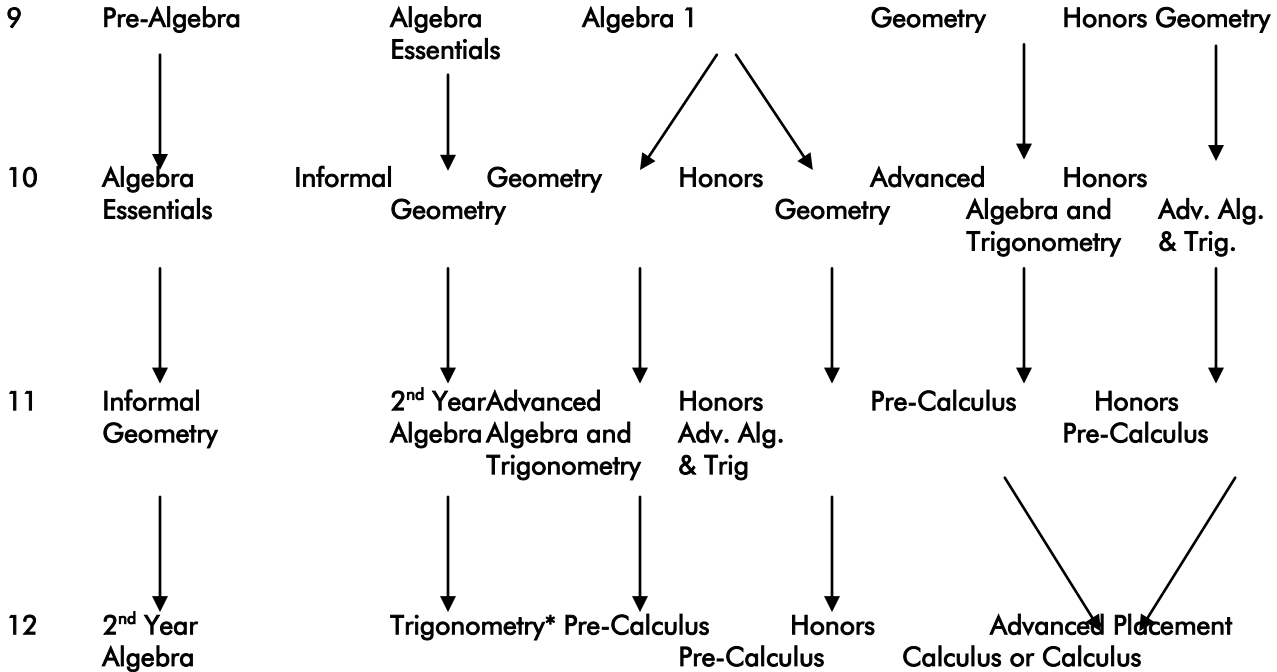 9 Pre-Algebra Algebra Algebra 1 Geometry Honors Geometry
Essentials
10 Algebra Informal Geometry Honors Advanced Honors
Essentials Geometry Geometry Algebra and Adv. Alg.
Trigonometry & Trig.
11 Informal 2nd Year Advanced Honors Pre-Calculus Honors
Geometry Algebra Algebra and Adv. Alg. Pre-Calculus
Trigonometry & Trig
12 2nd Year Trigonometry* Pre-Calculus Honors Advanced Placement
Algebra Pre-Calculus Calculus or Calculus